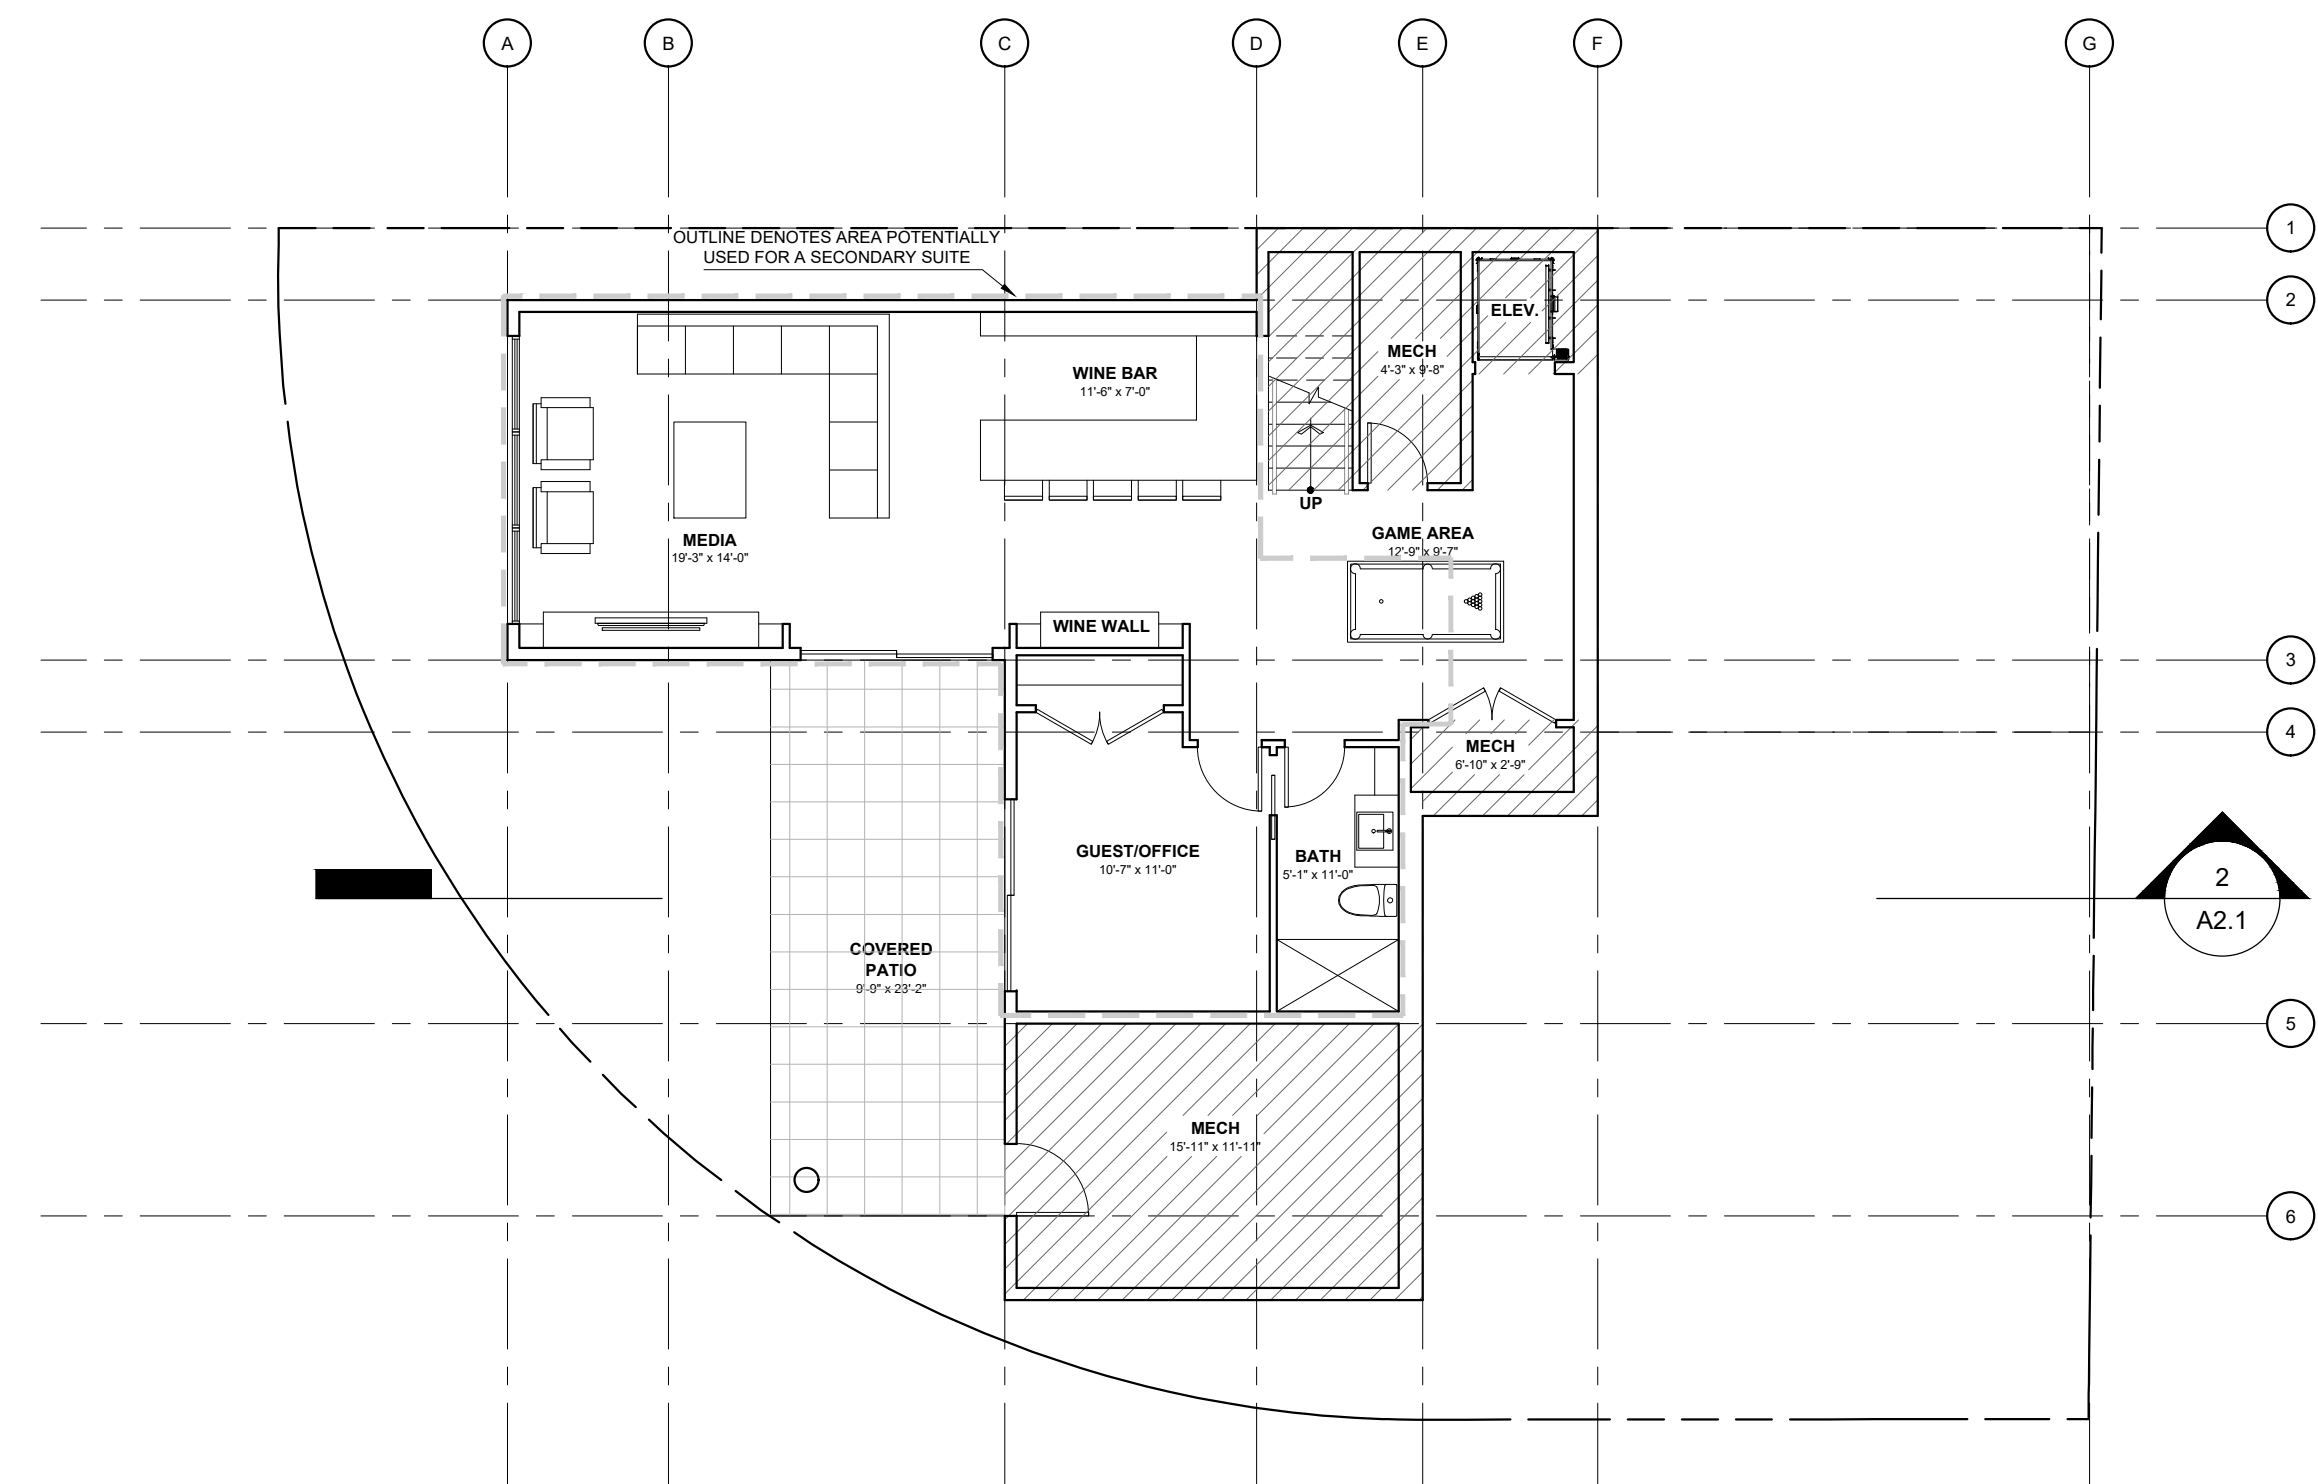 A
B
C
D
E
F
G
1
OUTLINE DENOTES AREA POTENTIALLY
USED FOR A SECONDARY SUITE
2
ELEV.
MECH
4'-3" x 9'-8"
WINE BAR
11'-6" x 7'-0"
UP
GAME AREA
12'-9" x 9'-7"
MEDIA
19'-3" x 14'-0"
WINE WALL
3
4
MECH
6'-10" x 2'-9"
GUEST/OFFICE
10'-7" x 11'-0"
BATH
5'-1" x 11'-0"
2
A2.1
COVERED
PATIO
9'-9" x 23'-2"
5
MECH
15'-11" x 11'-11"
6